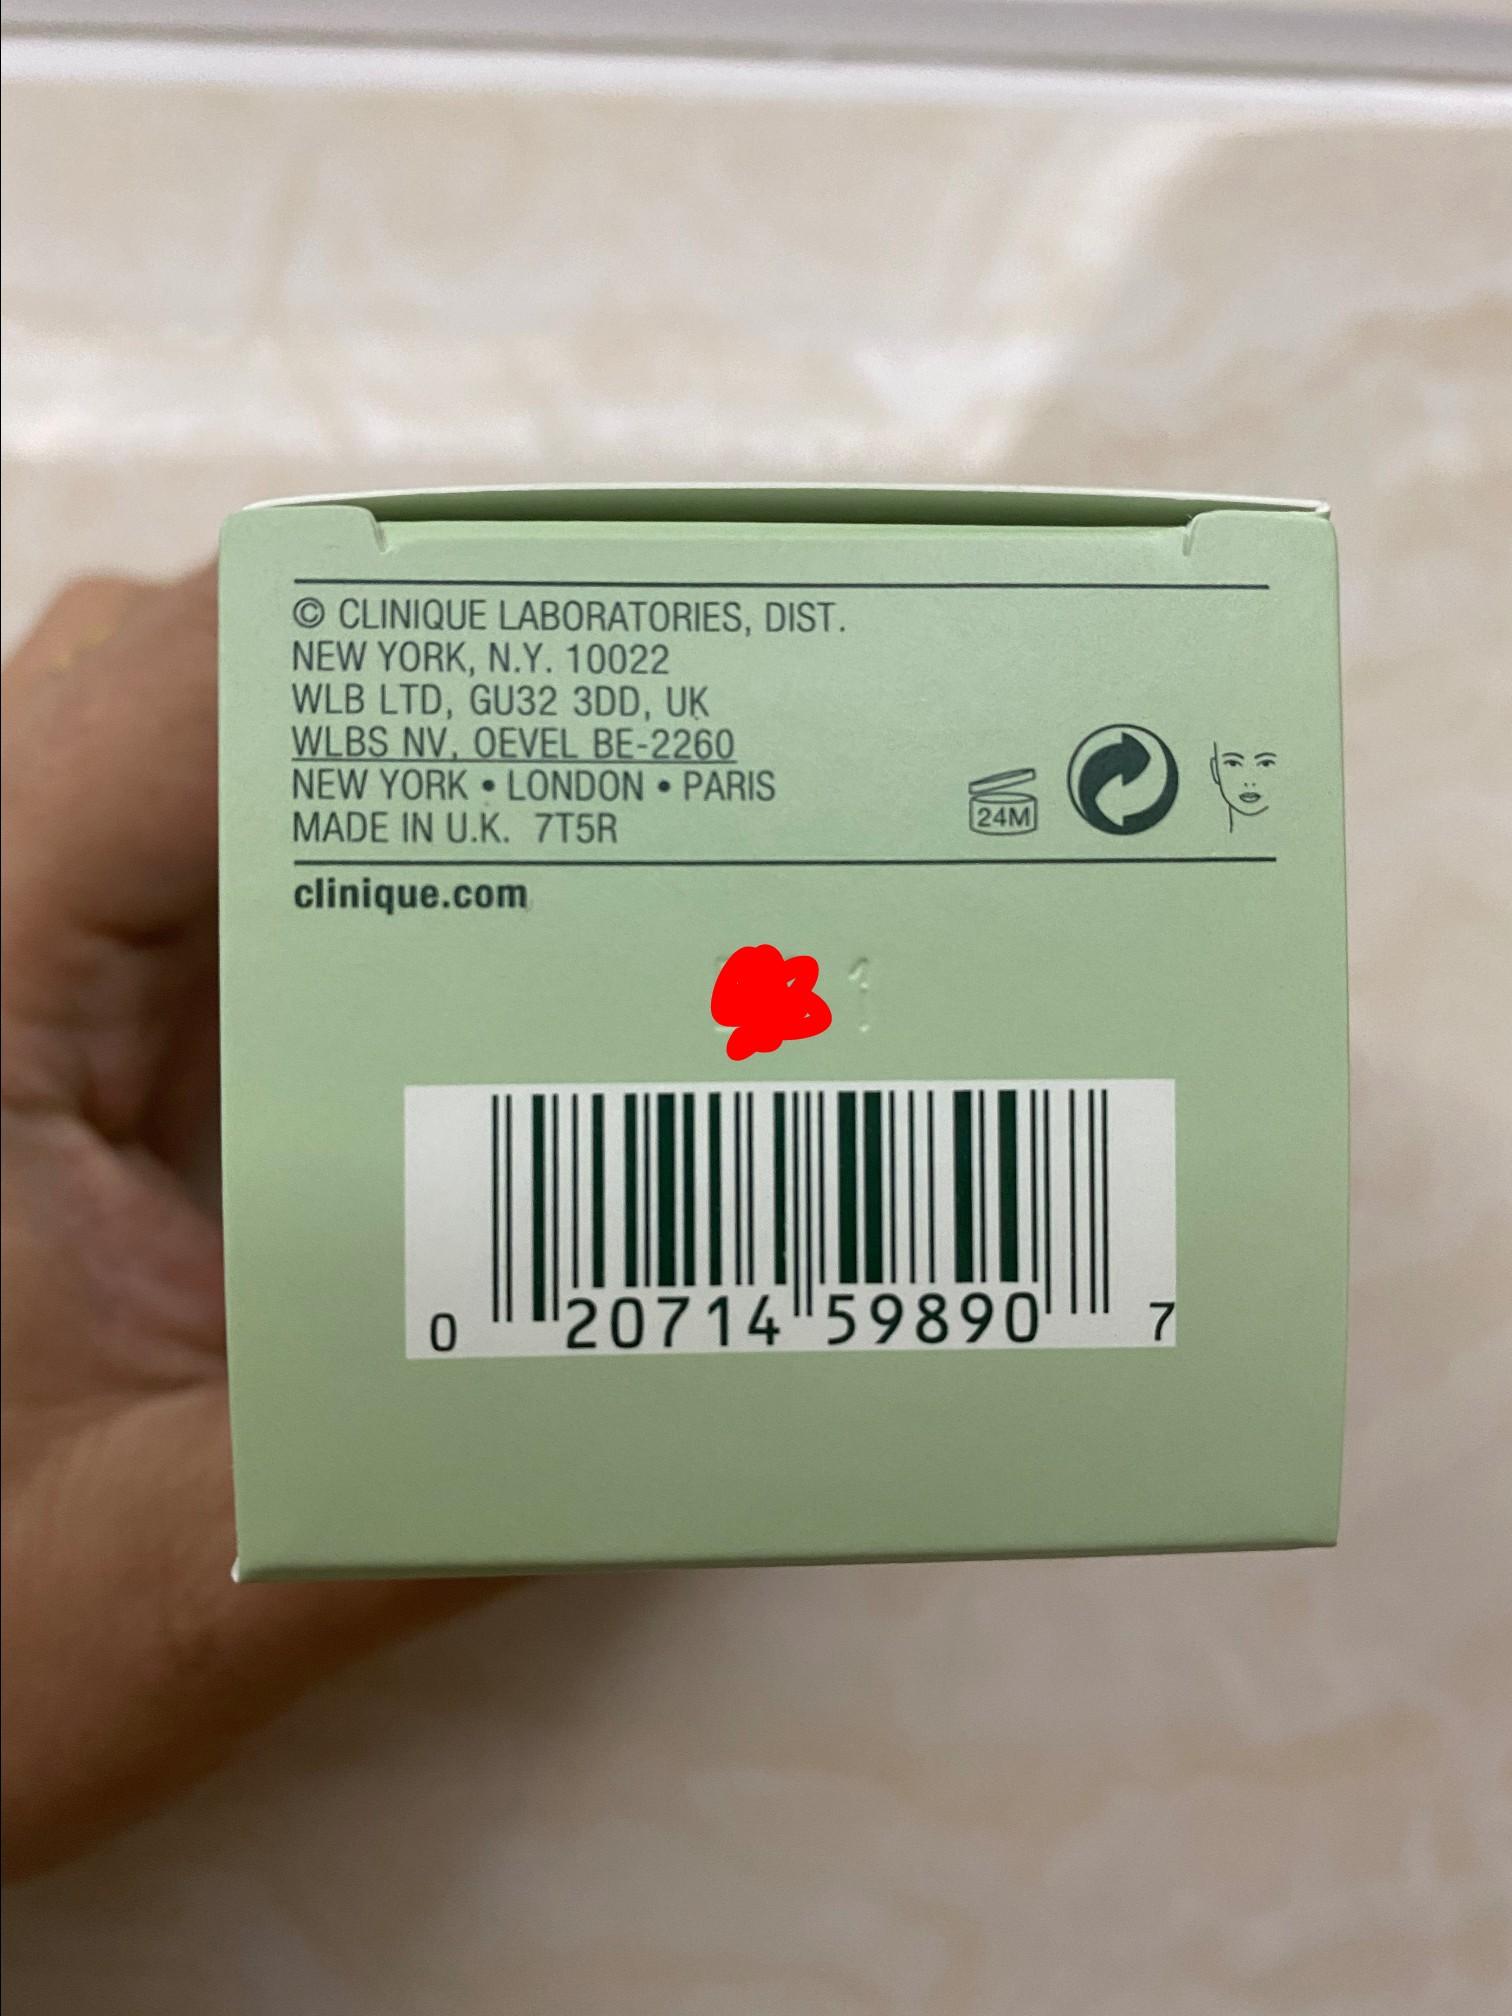 © CLINIQUE LABORATORIES, DIST.
NEW YORK, N.Y. 10022
WLB LTD, GU32 3DD, UK
WLBS NV, OEVEL BE-2260
NEW YORK • LONDON • PARIS
MADE IN U.K. 7T5R
24M
clinique.com
1
0 20714 59890 7